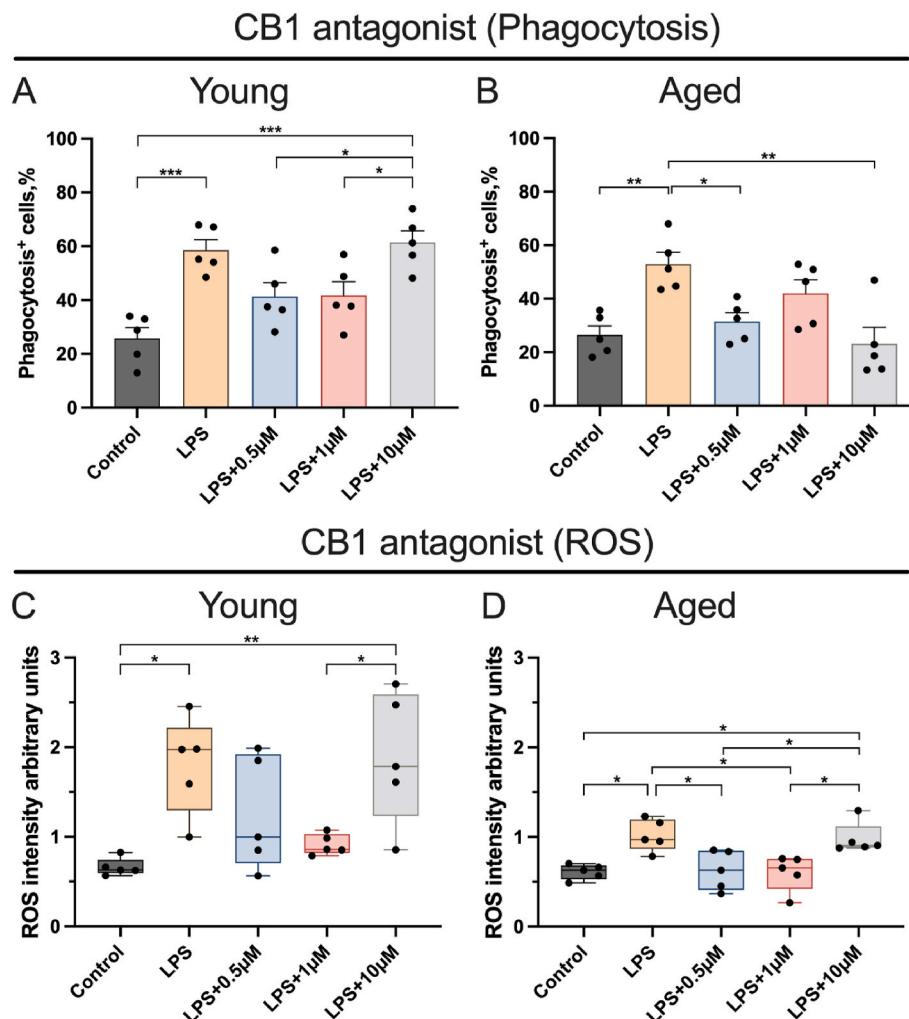 CB1 antagonist (Phagocytosis)
A
Young
Phagocytosis⁺ cells,%
100
80
60
40
20
0
***
*
***
*
Control
LPS
LPS+0.5µM
LPS+1µM
LPS+10µM
B
Aged
Phagocytosis⁺ cells,%
100
80
60
40
20
0
**
**
*
Control
LPS
LPS+0.5µM
LPS+1µM
LPS+10µM
CB1 antagonist (ROS)
C
Young
ROS intensity arbitrary units
3
2
1
0
**
*
*
Control
LPS
LPS+0.5µM
LPS+1µM
LPS+10µM
D
Aged
ROS intensity arbitrary units
3
2
1
0
*
*
*
*
*
*
Control
LPS
LPS+0.5µM
LPS+1µM
LPS+10µM